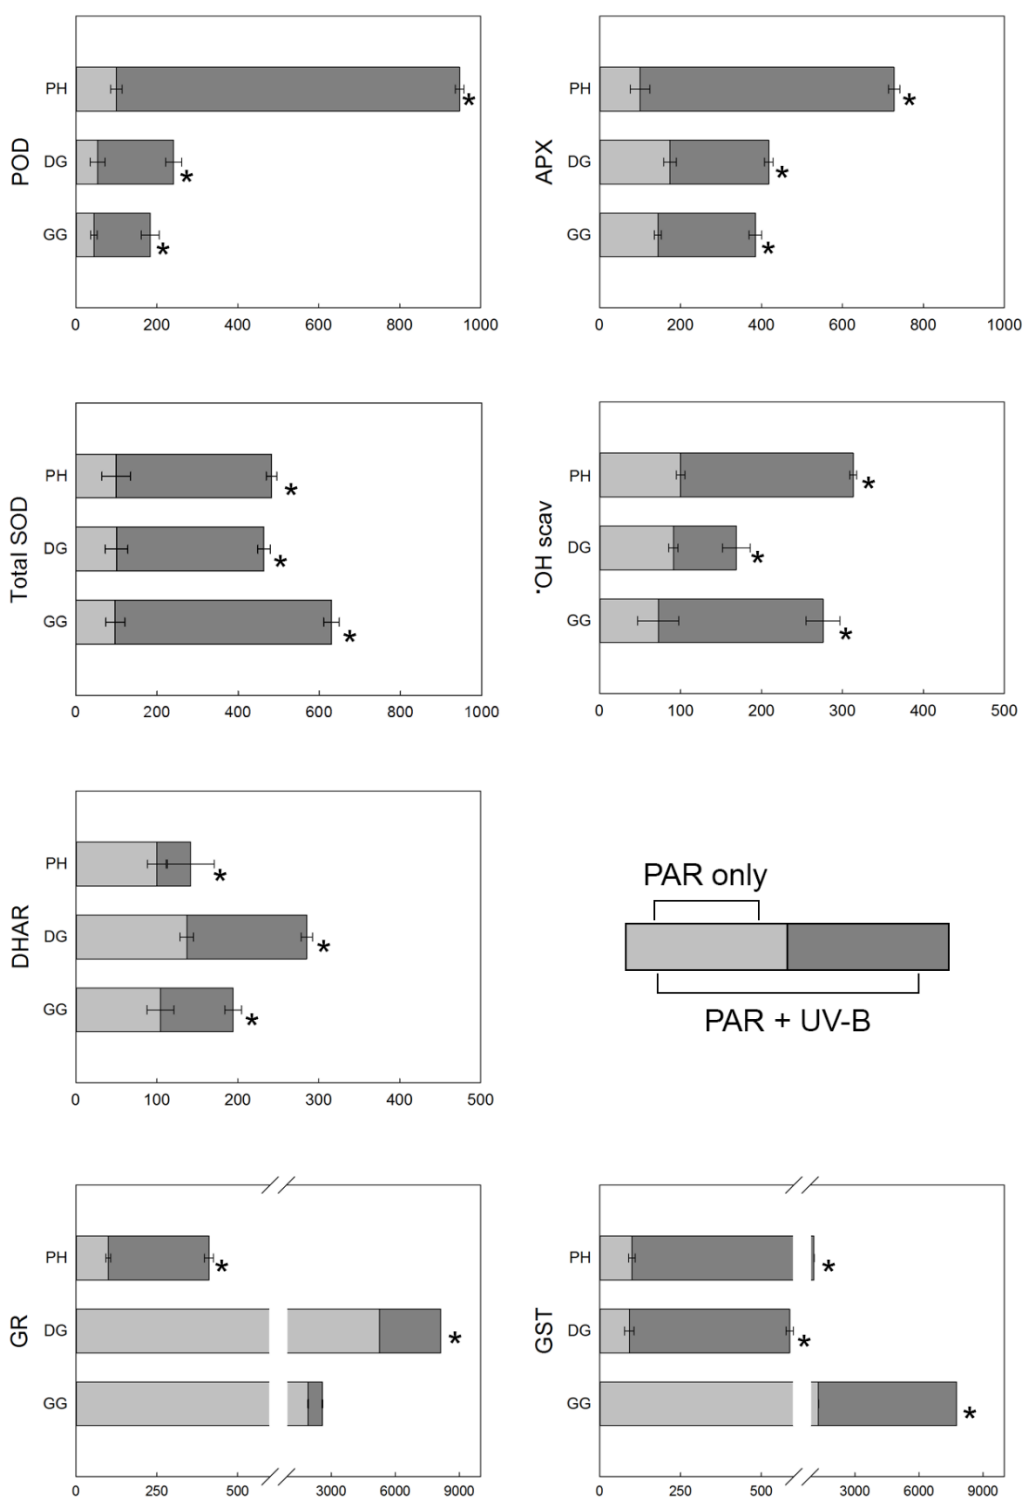 POD
PH
*
DG
*
GG
*
0 200 400 600 800 1000
APX
PH
*
DG
*
GG
*
0 200 400 600 800 1000
Total SOD
PH
*
DG
*
GG
*
0 200 400 600 800 1000
•OH scav
PH
*
DG
*
GG
*
0 100 200 300 400 500
DHAR
PH
*
DG
*
GG
*
0 100 200 300 400 500
PAR only
PAR + UV-B
GR
PH
*
DG
*
GG
0 250 500 3000 6000 9000
GST
PH
*
DG
*
GG
*
0 250 500 3000 6000 9000